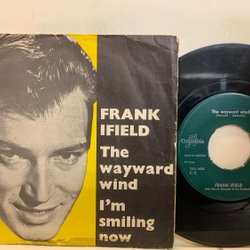 FRANK
IFIELD
The
wayward
wind
I'm
smiling
now
The wayward wind
Columbia
FRANK IFIELD